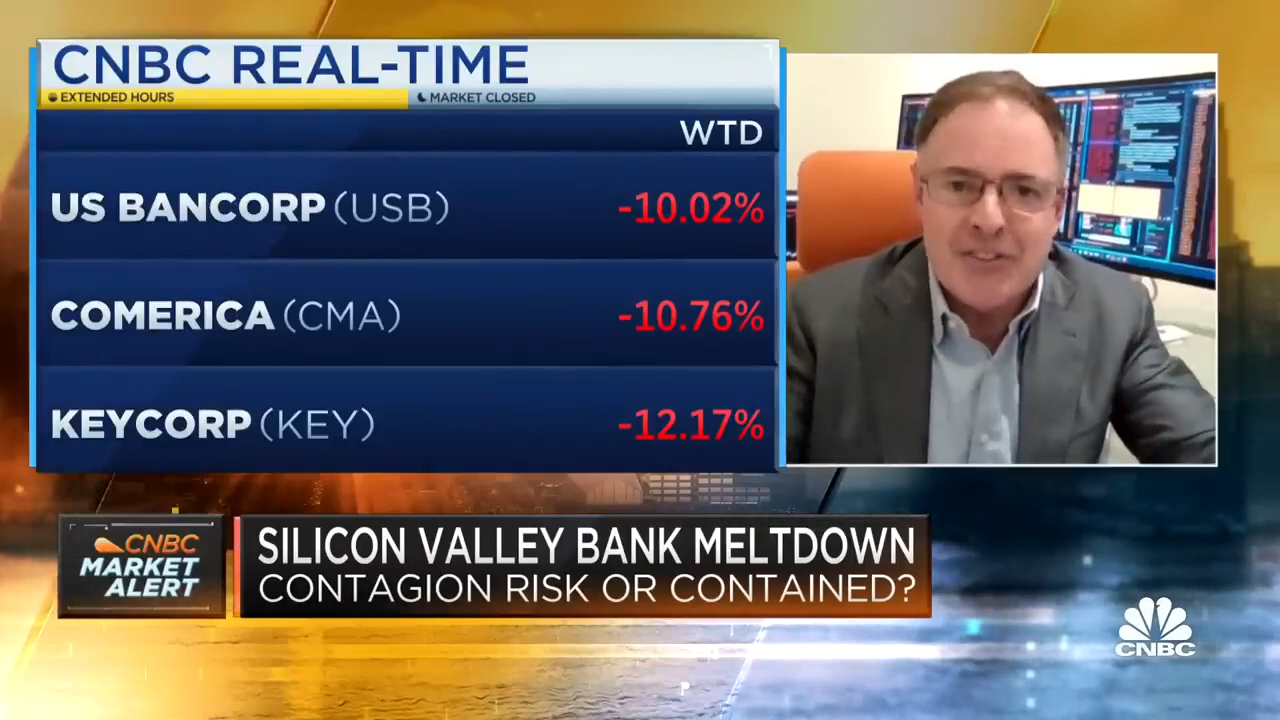 CNBC REAL-TIME
EXTENDED HOURS MARKET CLOSED
WTD
US BANCORP (USB) -10.02%
COMERICA (CMA) -10.76%
KEYCORP (KEY) -12.17%
CNBC
MARKET
ALERT
SILICON VALLEY BANK MELTDOWN
CONTAGION RISK OR CONTAINED?
CNBC
P